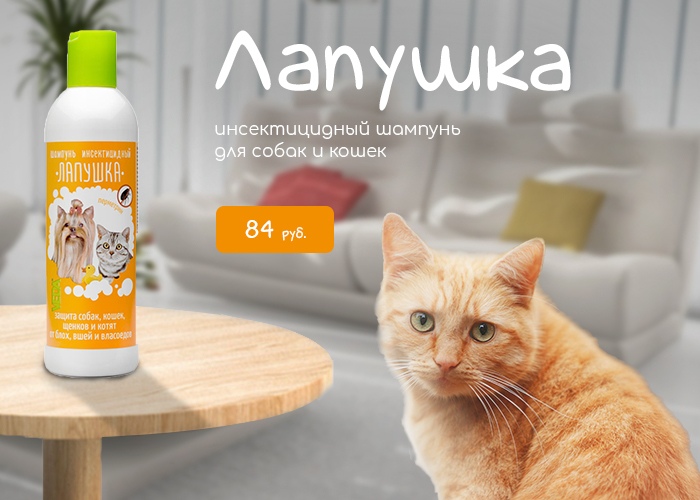 Лапушка
инсектицидный шампунь
для собак и кошек
84 руб.
шампунь инсектицидный
·ЛАПУШКА·
перметрин
защита собак, кошек,
щенков и котят
от блох, вшей и власоедов